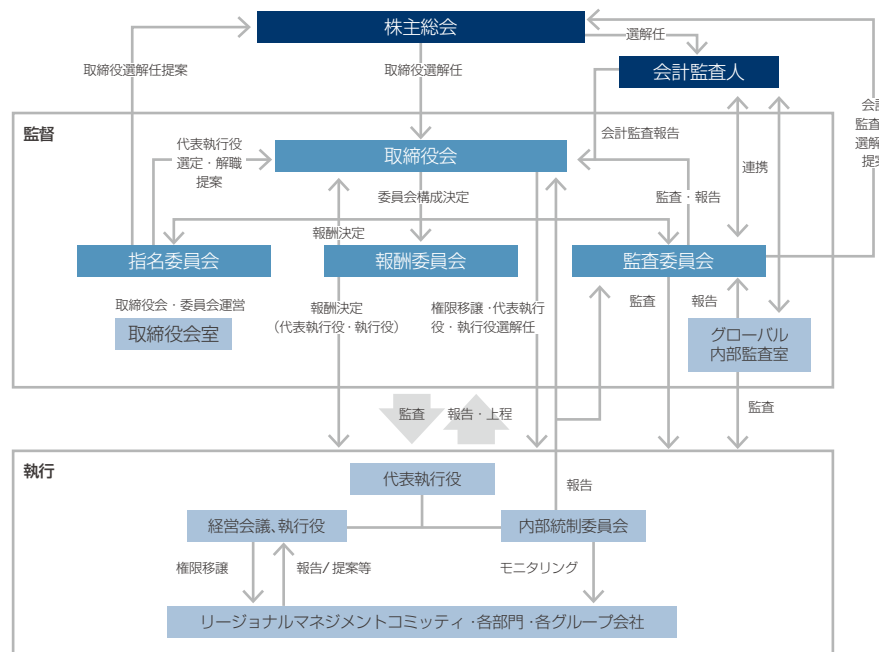 株主総会
選解任
取締役選解任提案
取締役選解任
会計監査人
監査
選解
監督
代表執行役
選定・解職
提案
取締役会
会計監査報告
連携
委員会構成決定
監査・報告
報酬決定
指名委員会
報酬委員会
監査委員会
取締役会・委員会運営
取締役会室
報酬決定
（代表執行役・執行役）
権限移譲・代表執行
役・執行役選解任
監査
報告
グローバル
内部監査室
監査
報告・上程
監査
執行
代表執行役
報告
経営会議、執行役
内部統制委員会
権限移譲
報告/提案等
モニタリング
リージョナルマネジメントコミッティ・各部門・各グループ会社